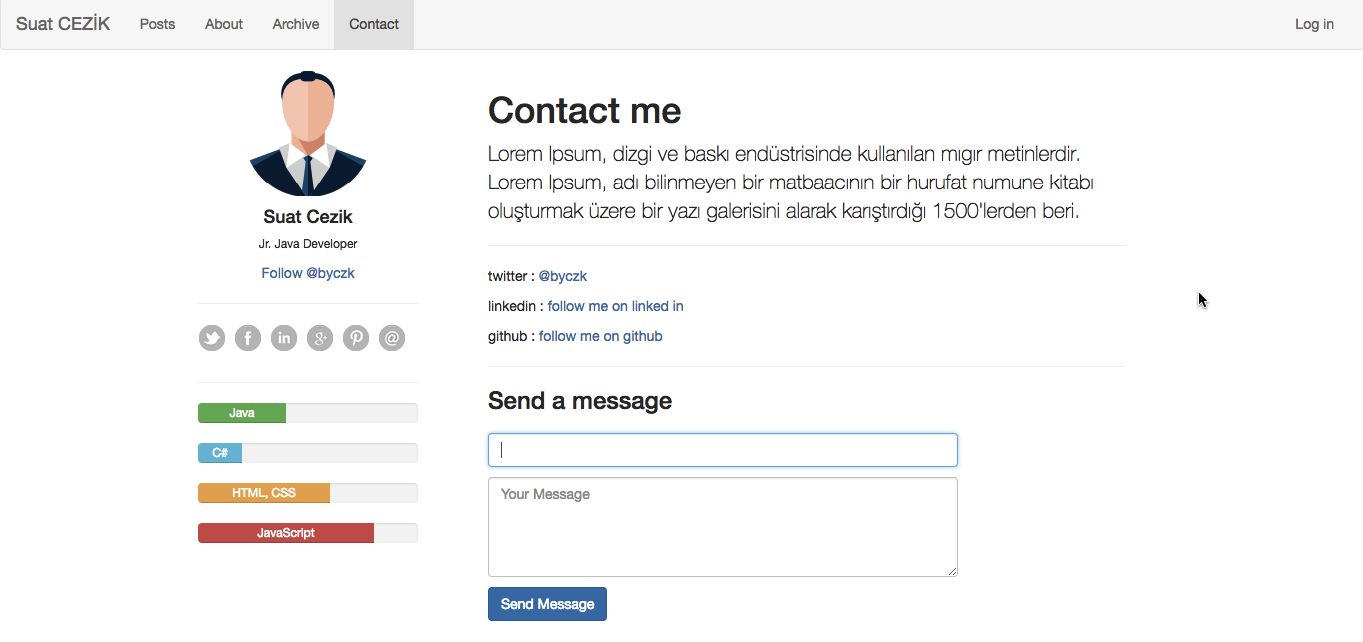 Suat CEZİK Posts About Archive Contact Log in
Suat Cezik
Jr. Java Developer
Follow @byczk
Java
C#
HTML, CSS
JavaScript
Contact me
Lorem Ipsum, dizgi ve baskı endüstrisinde kullanılan mıgır metinlerdir.
Lorem Ipsum, adı bilinmeyen bir matbaacının bir hurufat numune kitabı
oluşturmak üzere bir yazı galerisini alarak karıştırdığı 1500'lerden beri.
twitter : @byczk
linkedin : follow me on linked in
github : follow me on github
Send a message
Your Message
Send Message